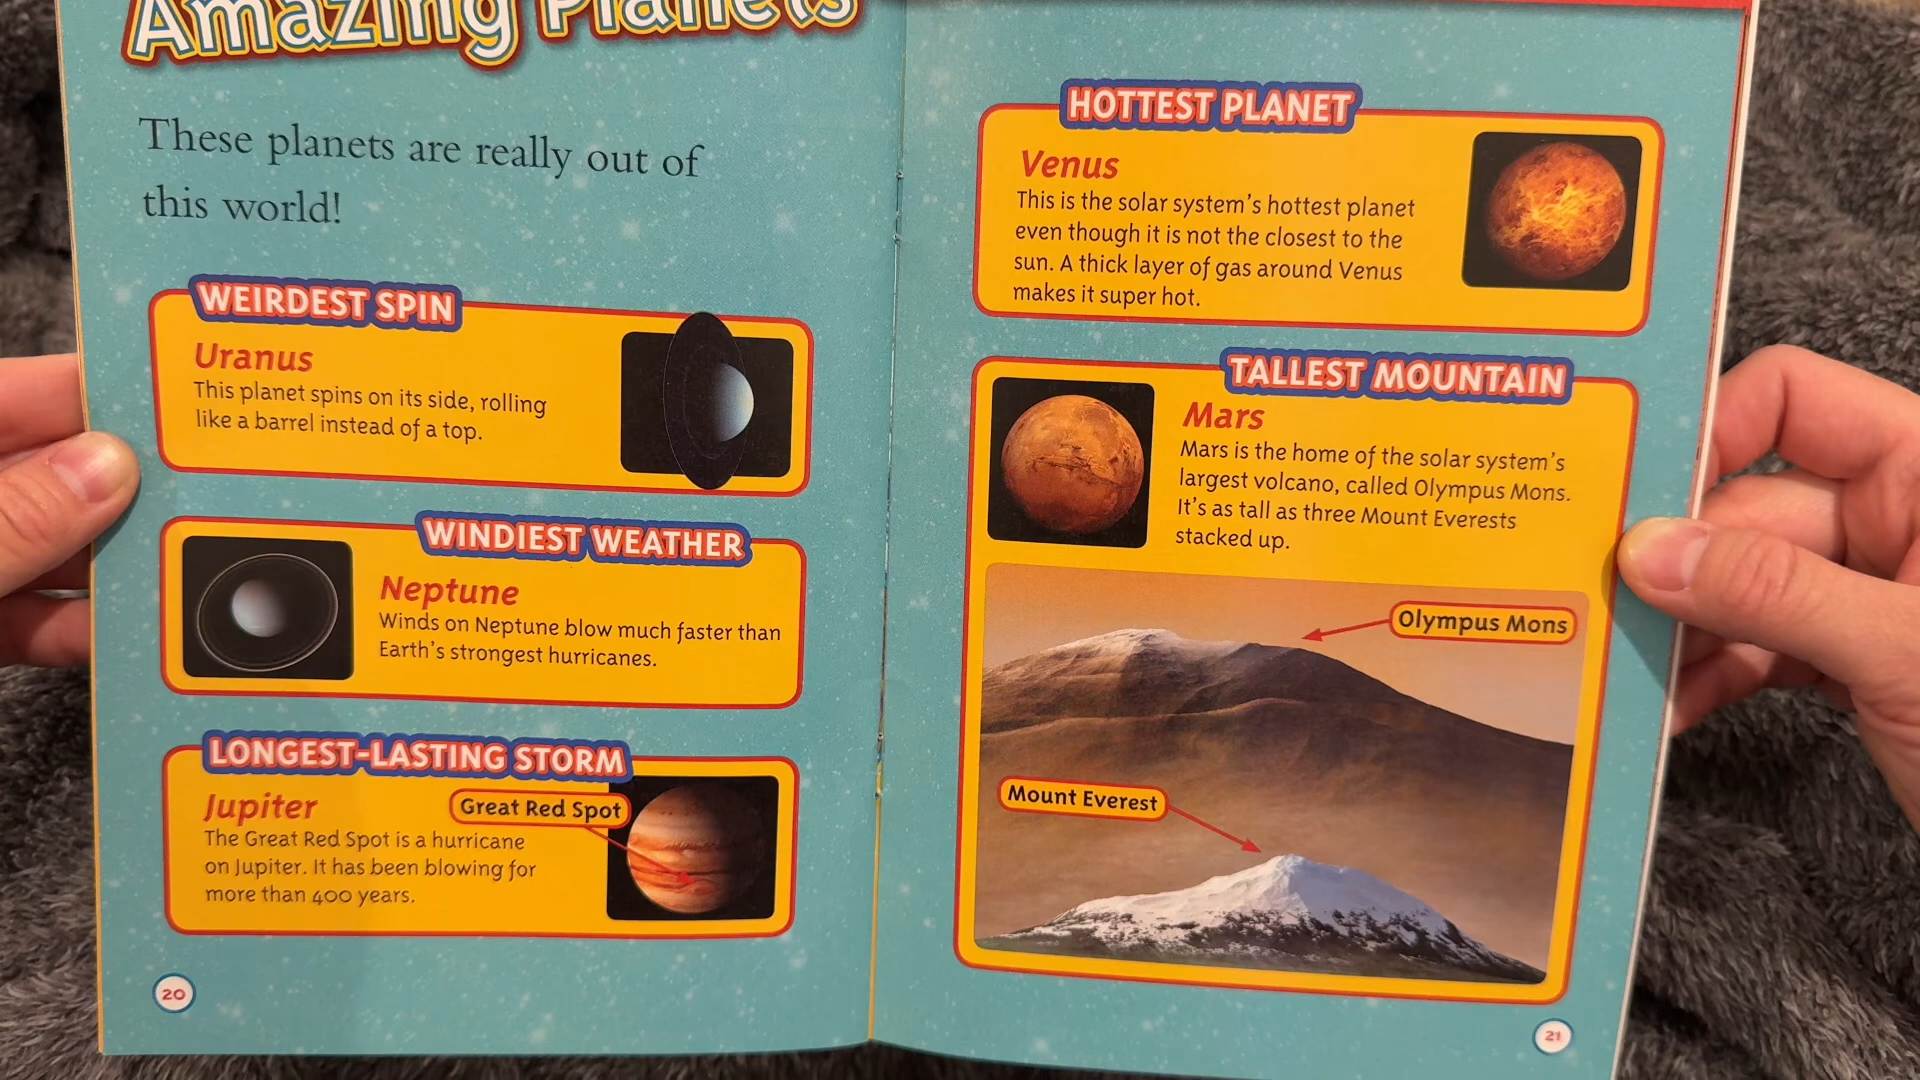 Amazing Planets
These planets are really out of
this world!
WEIRDEST SPIN
Uranus
This planet spins on its side, rolling
like a barrel instead of a top.
WINDIEST WEATHER
Neptune
Winds on Neptune blow much faster than
Earth's strongest hurricanes.
LONGEST-LASTING STORM
Jupiter
Great Red Spot
The Great Red Spot is a hurricane
on Jupiter. It has been blowing for
more than 400 years.
20
HOTTEST PLANET
Venus
This is the solar system's hottest planet
even though it is not the closest to the
sun. A thick layer of gas around Venus
makes it super hot.
TALLEST MOUNTAIN
Mars
Mars is the home of the solar system's
largest volcano, called Olympus Mons.
It's as tall as three Mount Everests
stacked up.
Olympus Mons
Mount Everest
21